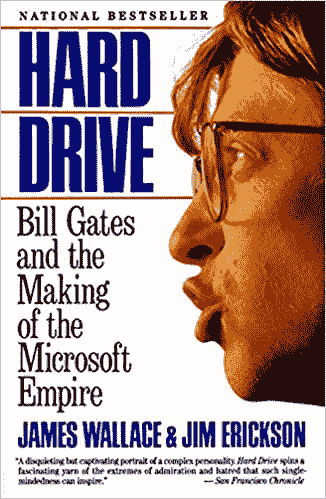 NATIONAL BESTSELLER
HARD
DRIVE
Bill Gates
and the
Making
of the
Microsoft
Empire
JAMES WALLACE & JIM ERICKSON
"A disquieting but captivating portrait of a complex personality. Hard Drive spins a
fascinating yarn of the extremes of admiration and hatred that such single-
mindedness can inspire." — San Francisco Chronicle